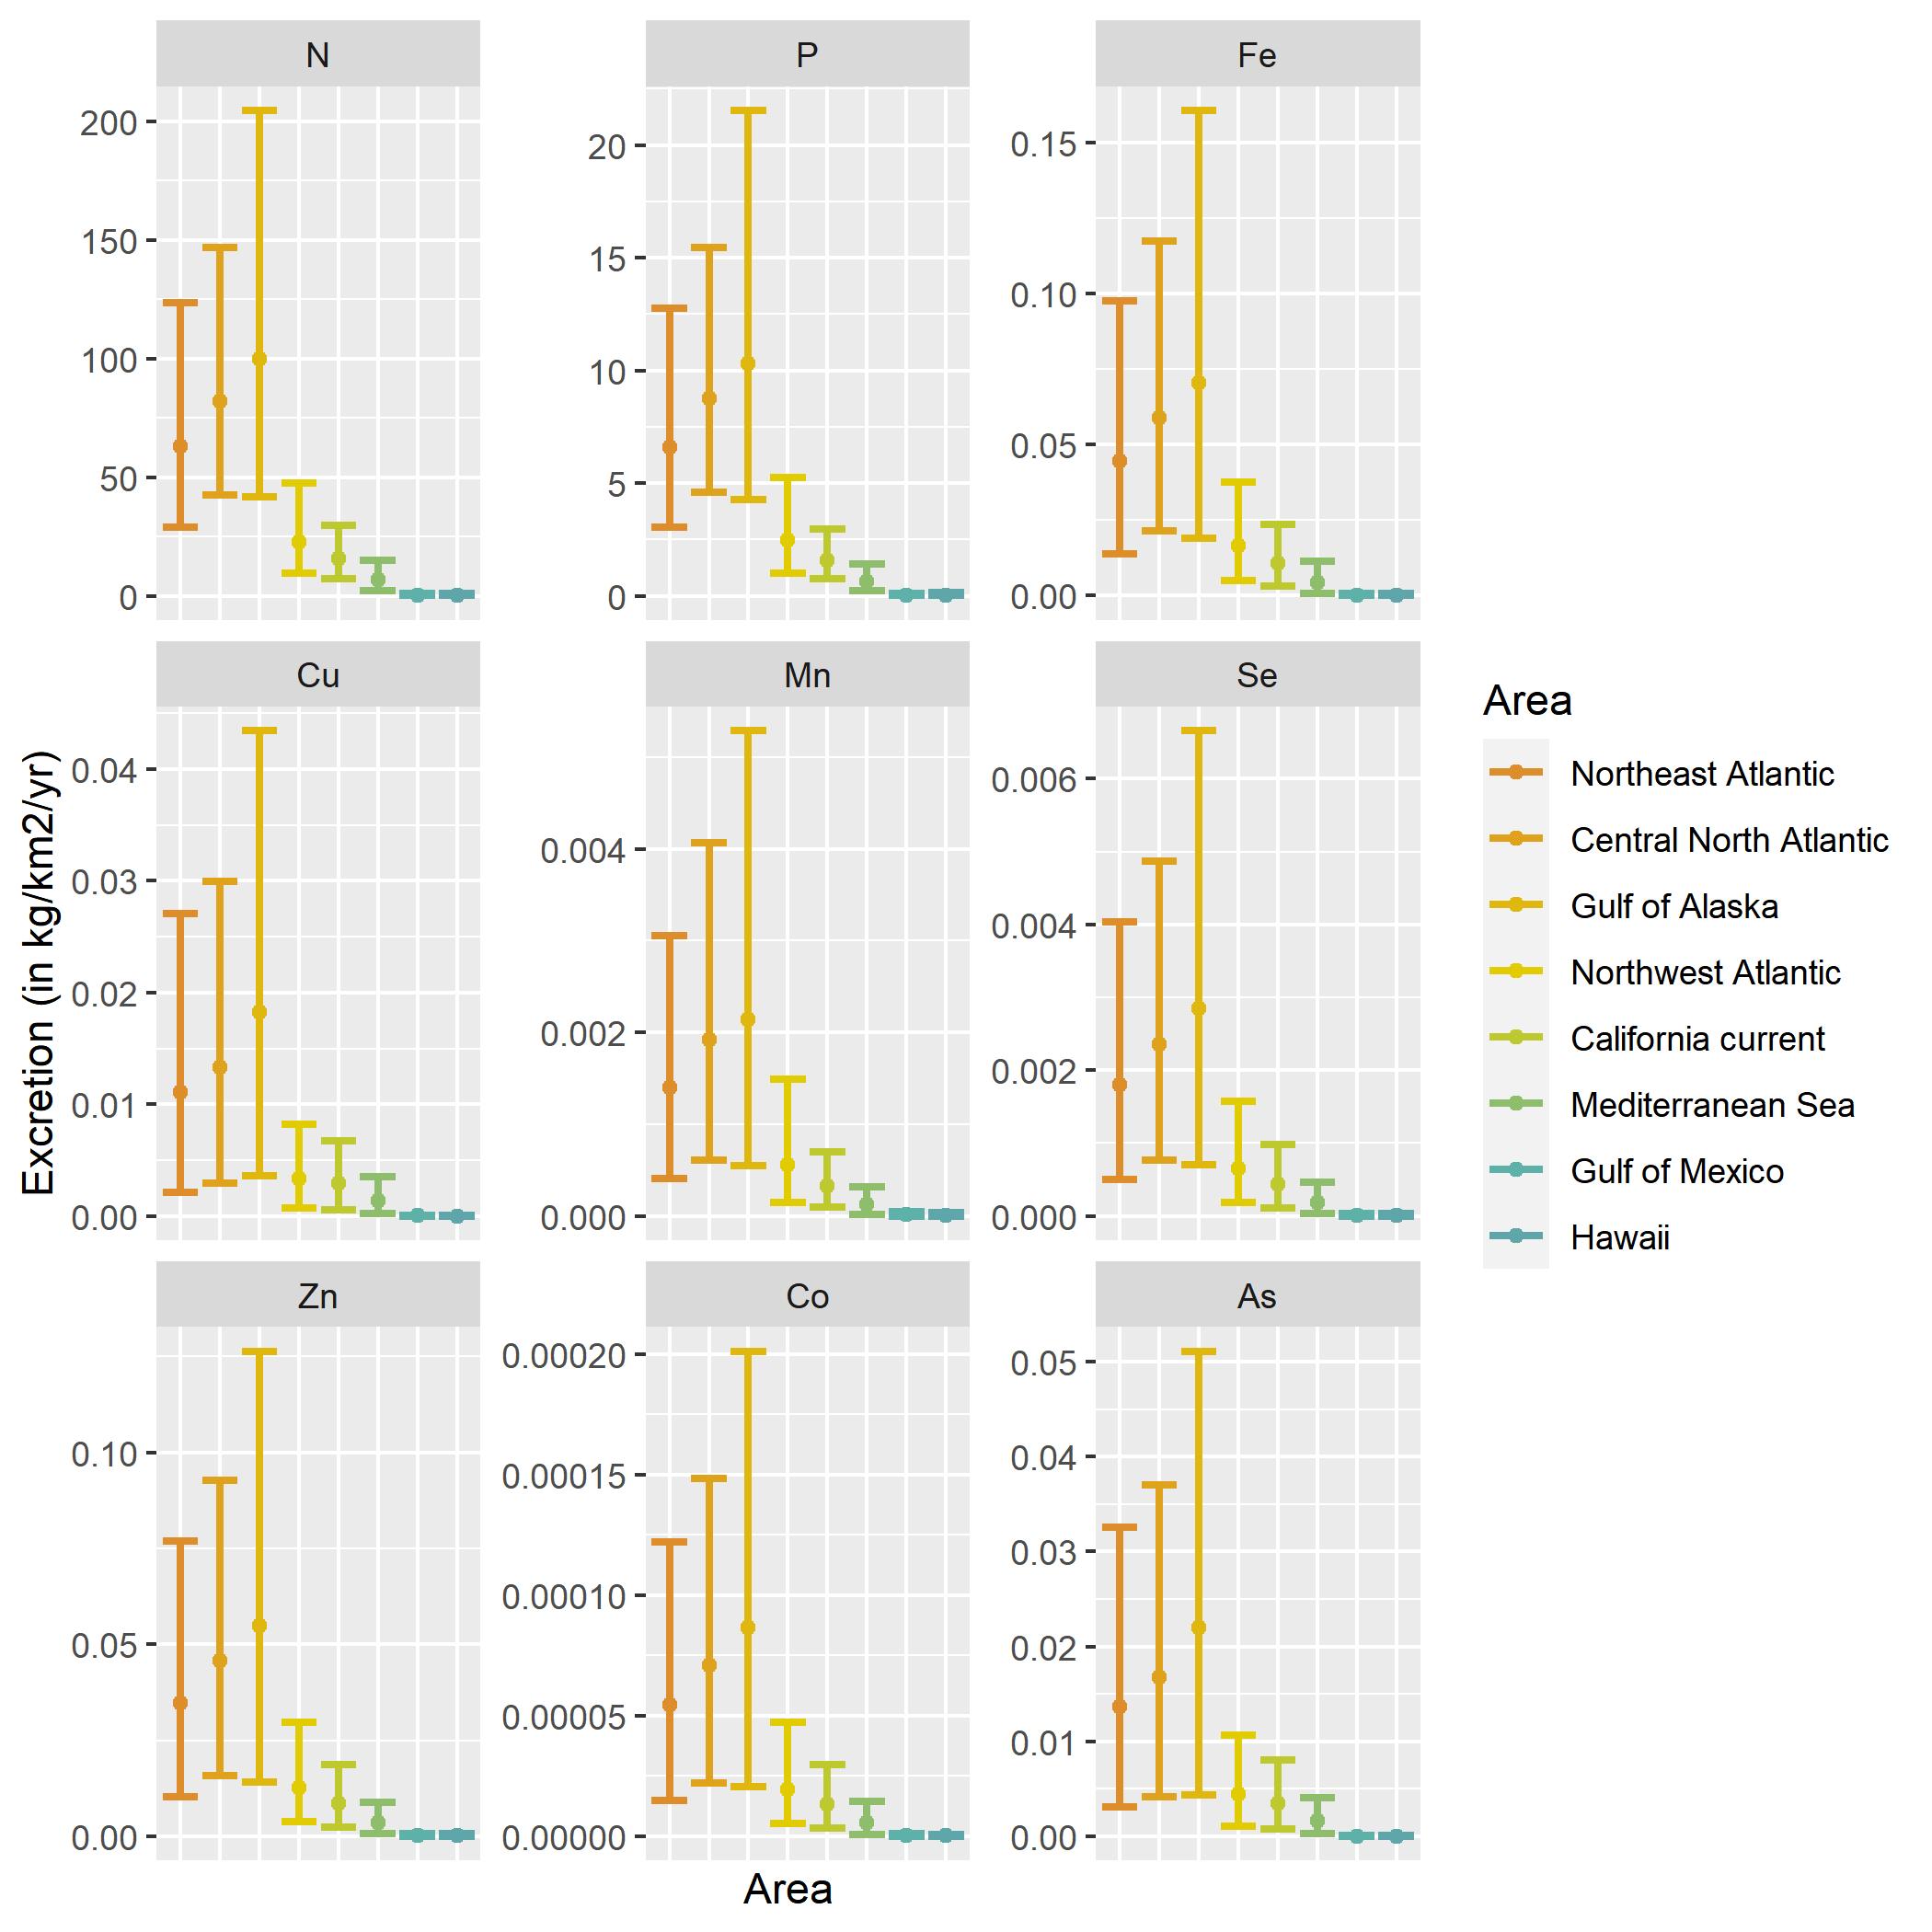 N
P
Fe
200
150
100
50
0
20
15
10
5
0
0.15
0.10
0.05
0.00
Cu
Mn
Se
0.04
0.03
0.02
0.01
0.00
0.004
0.002
0.000
0.006
0.004
0.002
0.000
Zn
Co
As
0.10
0.05
0.00
0.00020
0.00015
0.00010
0.00005
0.00000
0.05
0.04
0.03
0.02
0.01
0.00
Excretion (in kg/km2/yr)
Area
Area
Northeast Atlantic
Central North Atlantic
Gulf of Alaska
Northwest Atlantic
California current
Mediterranean Sea
Gulf of Mexico
Hawaii